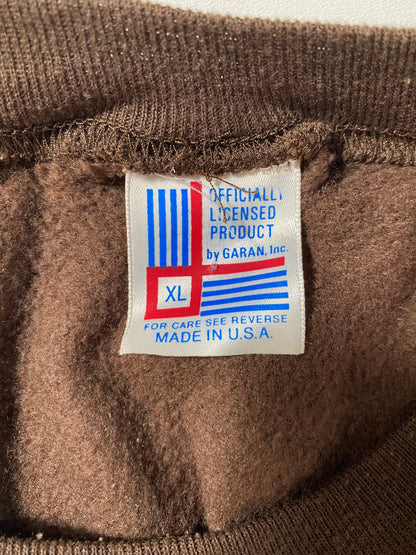 OFFICIALLY
LICENSED
PRODUCT
by GARAN, Inc.
XL
FOR CARE SEE REVERSE
MADE IN U.S.A.